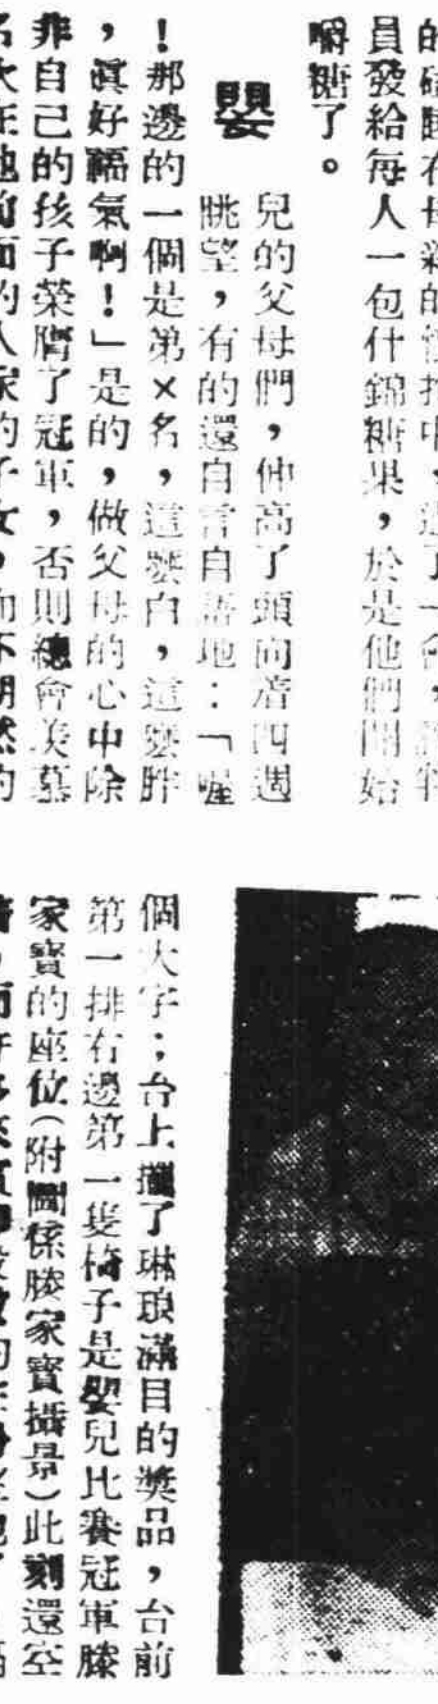 員發給每人一包什錦糖果，於是他們開始
嚼糖了。
嬰
兒的父母們，伸高了頭向着四週
眺望，有的還自言自語地：「喔
！那邊的一個是第×名，這麽白，這麽胖
，眞好福氣啊！」是的，做父母的心中除
非自己的孩子榮膺了冠軍，否則總會羡慕
個大字；台上擺了琳琅滿目的獎品，台前
第一排右邊第一隻椅子是嬰兒比賽冠軍滕
家寶的座位（附圖係滕家寶攝景）此刻還空